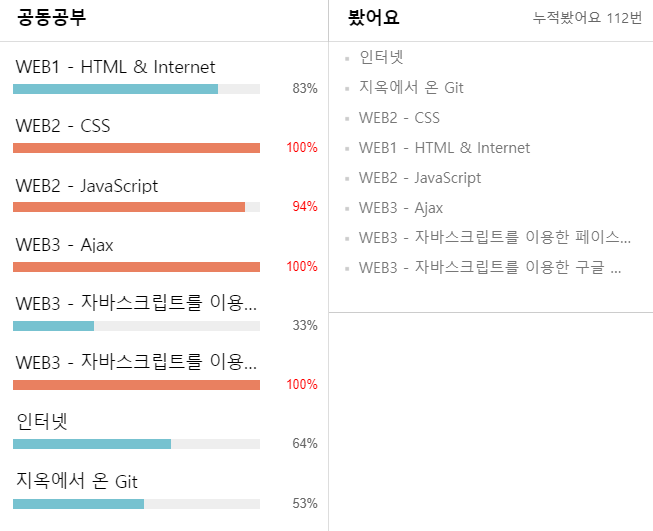 공동공부
WEB1 - HTML & Internet
83%
WEB2 - CSS
100%
WEB2 - JavaScript
94%
WEB3 - Ajax
100%
WEB3 - 자바스크립트를 이용...
33%
WEB3 - 자바스크립트를 이용...
100%
인터넷
64%
지옥에서 온 Git
53%
봤어요 누적봤어요 112번
인터넷
지옥에서 온 Git
WEB2 - CSS
WEB1 - HTML & Internet
WEB2 - JavaScript
WEB3 - Ajax
WEB3 - 자바스크립트를 이용한 페이스...
WEB3 - 자바스크립트를 이용한 구글 ...